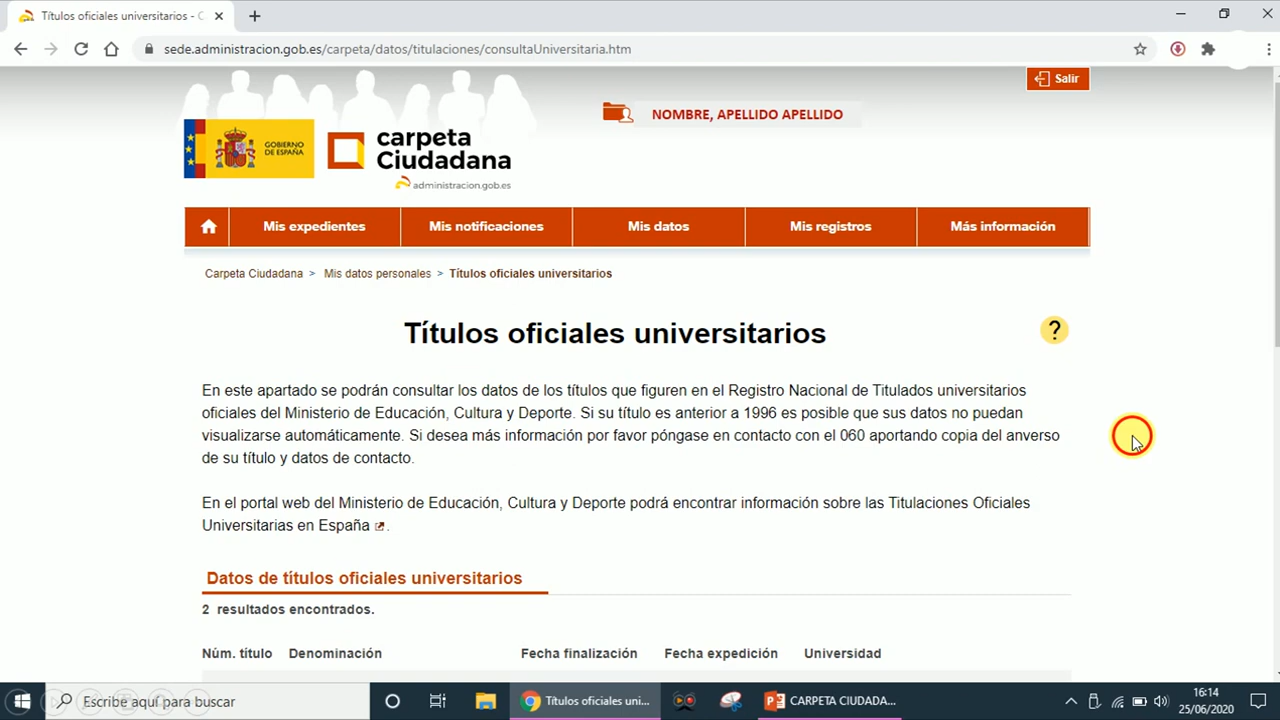 Títulos oficiales universitarios - C
sede.administracion.gob.es/carpeta/datos/titulaciones/consultaUniversitaria.htm
Salir
NOMBRE, APELLIDO APELLIDO
GOBIERNO
DE ESPAÑA
carpeta
Ciudadana
administracion.gob.es
Mis expedientes Mis notificaciones Mis datos Mis registros Más información
Carpeta Ciudadana > Mis datos personales > Títulos oficiales universitarios
Títulos oficiales universitarios ?
En este apartado se podrán consultar los datos de los títulos que figuren en el Registro Nacional de Titulados universitarios
oficiales del Ministerio de Educación, Cultura y Deporte. Si su título es anterior a 1996 es posible que sus datos no puedan
visualizarse automáticamente. Si desea más información por favor póngase en contacto con el 060 aportando copia del anverso
de su título y datos de contacto.
En el portal web del Ministerio de Educación, Cultura y Deporte podrá encontrar información sobre las Titulaciones Oficiales
Universitarias en España .
Datos de títulos oficiales universitarios
2 resultados encontrados.
Núm. título Denominación Fecha finalización Fecha expedición Universidad
Escribe aquí para buscar
Títulos oficiales uni...
CARPETA CIUDADA...
16:14
25/06/2020